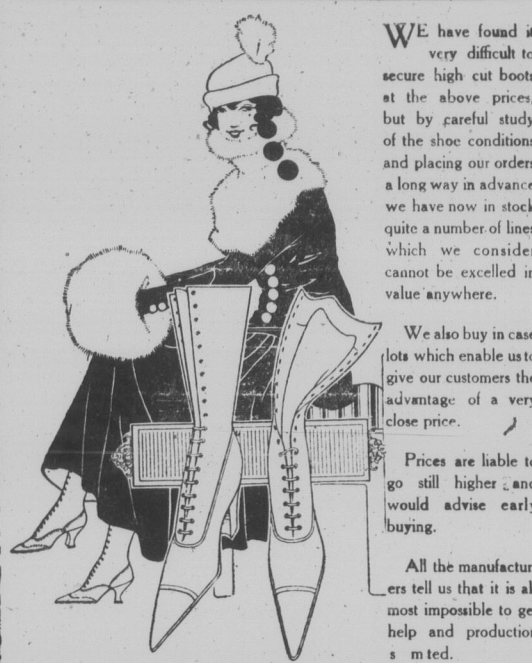 WE have found it
very difficult to
secure high cut boots
at the above prices,
but by careful study
of the shoe conditions
and placing our orders
a long way in advance
we have now in stock
quite a number of lines
which we consider
cannot be excelled in
value anywhere.
We also buy in case
lots which enable us to
give our customers the
advantage of a very
close price.
Prices are liable to
go still higher and
would advise early
buying.
All the manufactur
ers tell us that it is al
most impossible to ge
help and production